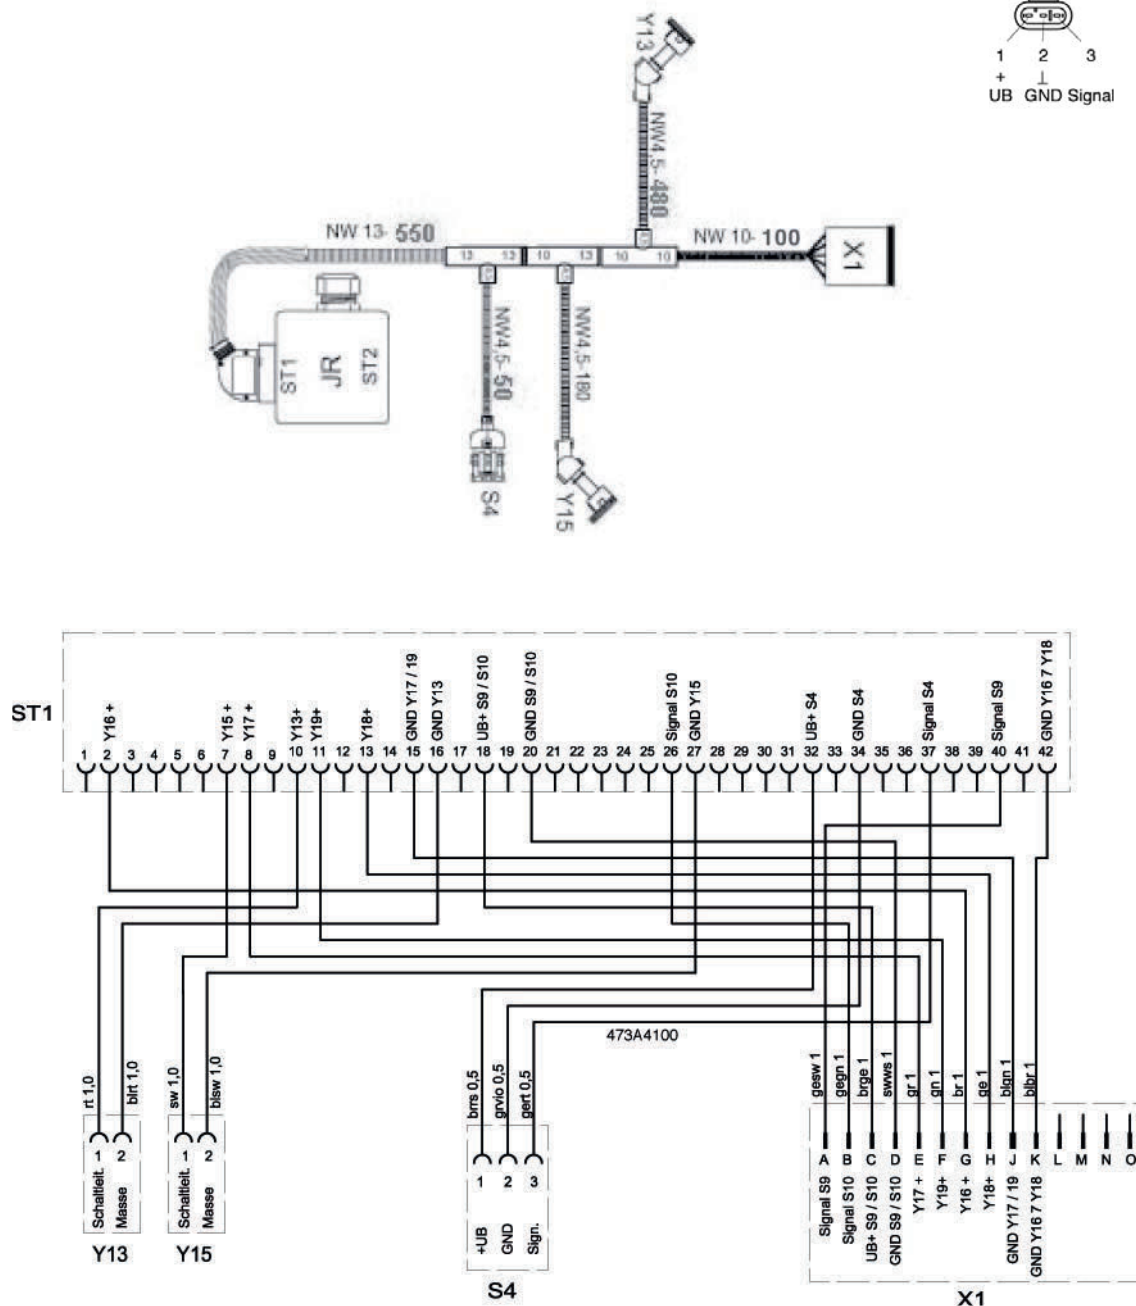 1 2 3
+ ⊥
UB GND Signal
Y13
NW4,5-480
NW 13- 550
13 13 10 13 10 10
NW 10- 100
X1
ST1
JR
ST2
NW4,5-50
NW4,5-180
S4
Y15
ST1
Y16 +
Y15 +
Y17 +
Y13+
Y19+
Y18+
GND Y17 / 19
GND Y13
UB+ S9 / S10
GND S9 / S10
Signal S10
GND Y15
UB+ S4
GND S4
Signal S4
Signal S9
GND Y16 7 Y18
1 2 3 4 5 6 7 8 9 10 11 12 13 14 15 16 17 18 19 20 21 22 23 24 25 26 27 28 29 30 31 32 33 34 35 36 37 38 39 40 41 42
473A4100
rt 1,0
blrt 1,0
sw 1,0
blsw 1,0
brrs 0,5
grvio 0,5
gert 0,5
gesw 1
gegn 1
brge 1
swws 1
gr 1
gn 1
br 1
ge 1
blgn 1
blbr 1
1 2
Schaltleit.
Masse
Y13
1 2
Schaltleit.
Masse
Y15
1 2 3
+UB
GND
Sign.
S4
A B C D E F G H J K L M N O
Signal S9
Signal S10
UB+ S9 / S10
GND S9 / S10
Y17 +
Y19+
Y16 +
Y18+
GND Y17 / 19
GND Y16 7 Y18
X1